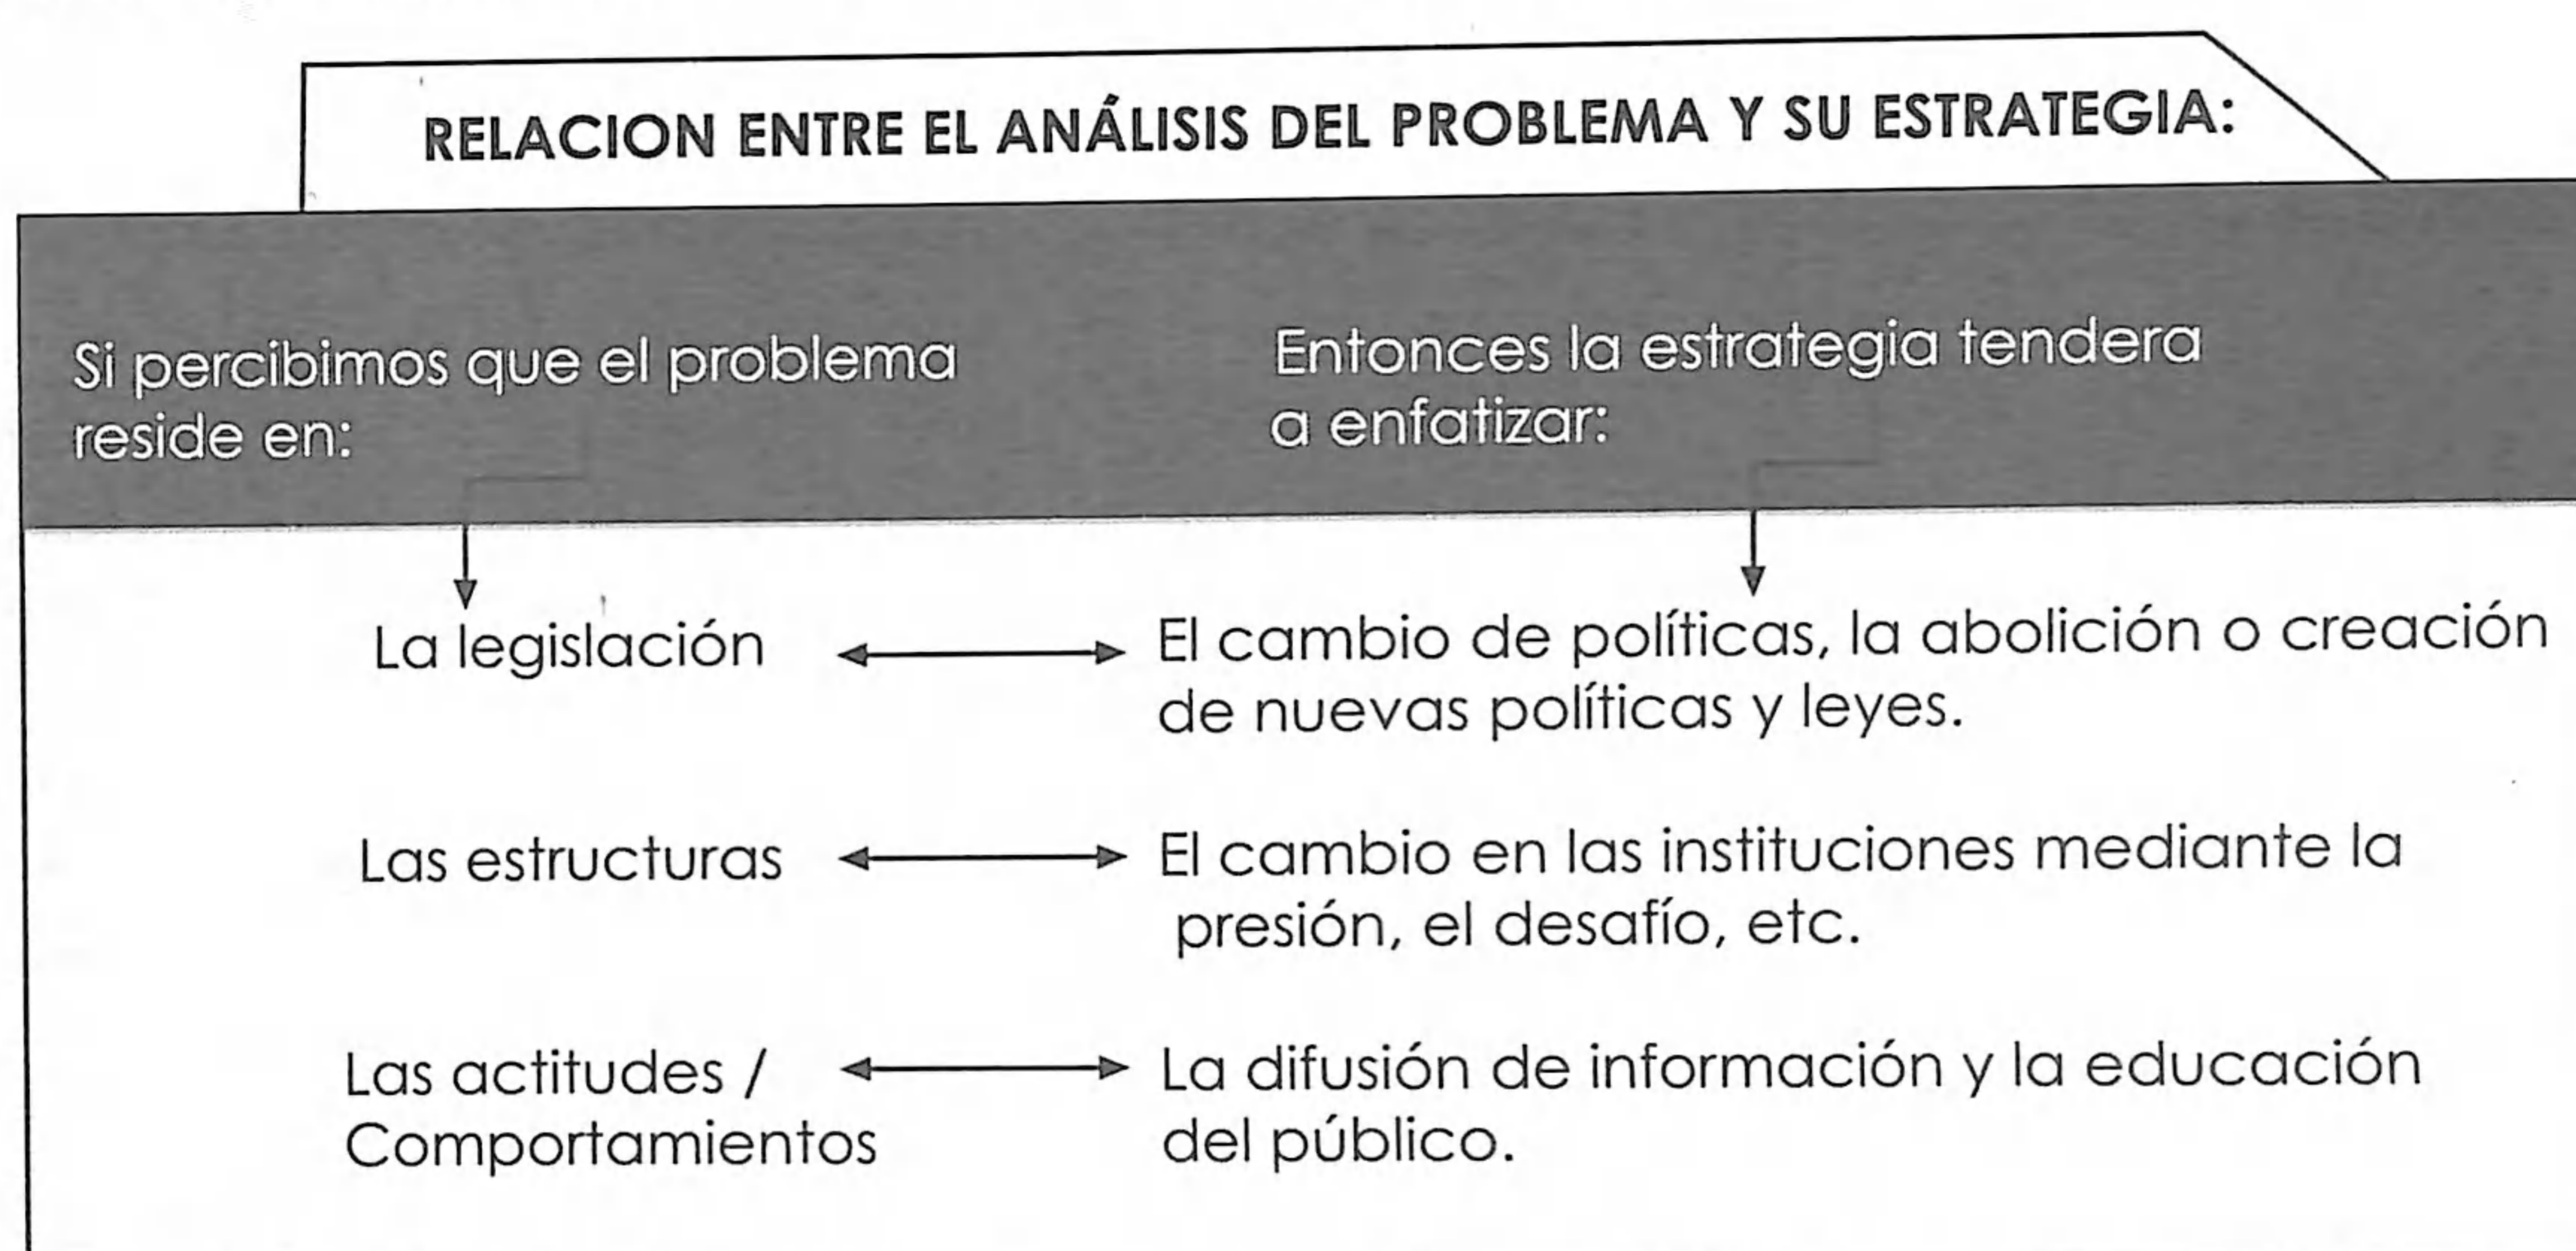 RELACION ENTRE EL ANÁLISIS DEL PROBLEMA Y SU ESTRATEGIA:
Si percibimos que el problema
reside en:
Entonces la estrategia tendera
a enfatizar:
La legislación
El cambio de políticas, la abolición o creación
de nuevas políticas y leyes.
Las estructuras
El cambio en las instituciones mediante la
presión, el desafío, etc.
Las actitudes /
Comportamientos
La difusión de información y la educación
del público.